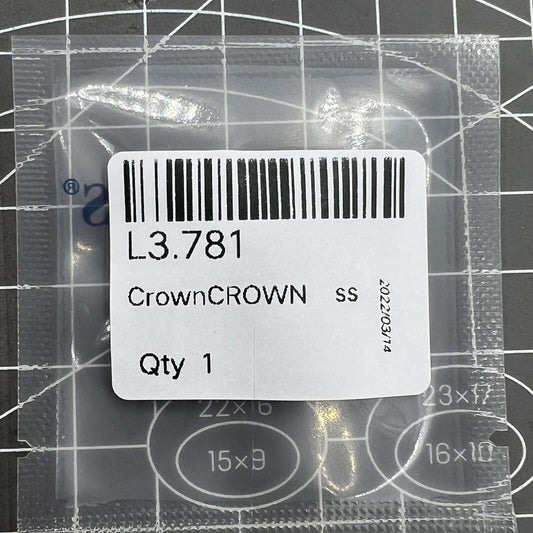 S®
L3.781
CrownCROWN ss
2022/03/14
Qty 1
22×16
23×17
15×9
16×10